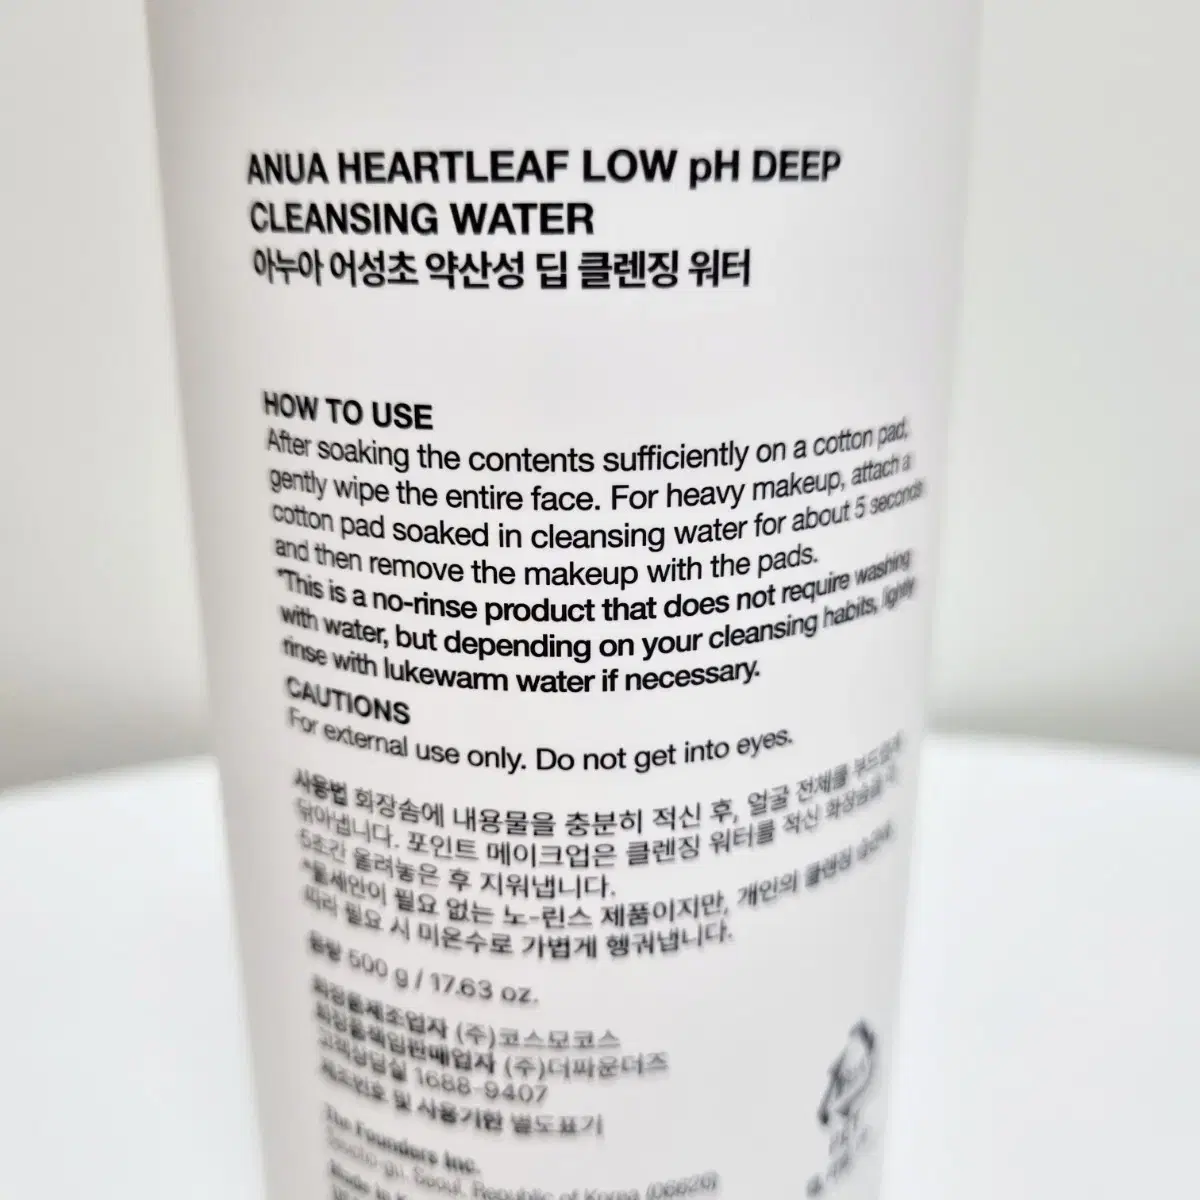 ANUA HEARTLEAF LOW pH DEEP
CLEANSING WATER
아누아 어성초 약산성 딥 클렌징 워터
HOW TO USE
After soaking the contents sufficiently on a cotton pad,
gently wipe the entire face. For heavy makeup, attach a
cotton pad soaked in cleansing water for about 5 seconds
and then remove the makeup with the pads.
*This is a no-rinse product that does not require washing
with water, but depending on your cleansing habits, lightly
rinse with lukewarm water if necessary.
CAUTIONS
For external use only. Do not get into eyes.
사용법 화장솜에 내용물을 충분히 적신 후, 얼굴 전체를 부드럽게
닦아냅니다. 포인트 메이크업은 클렌징 워터를 적신 화장솜을
5초간 올려놓은 후 지워냅니다.
*물세안이 필요 없는 노-린스 제품이지만, 개인의 클렌징 습관에
따라 필요 시 미온수로 가볍게 헹궈냅니다.
용량 500 g / 17.63 oz.
화장품제조업자 (주)코스모코스
화장품책임판매업자 (주)더파운더즈
고객상담실 1688-9407
제조번호 및 사용기한 별도표기
The Founders Inc.
Seocho-gu, Seoul, Republic of Korea (06626)
Made in